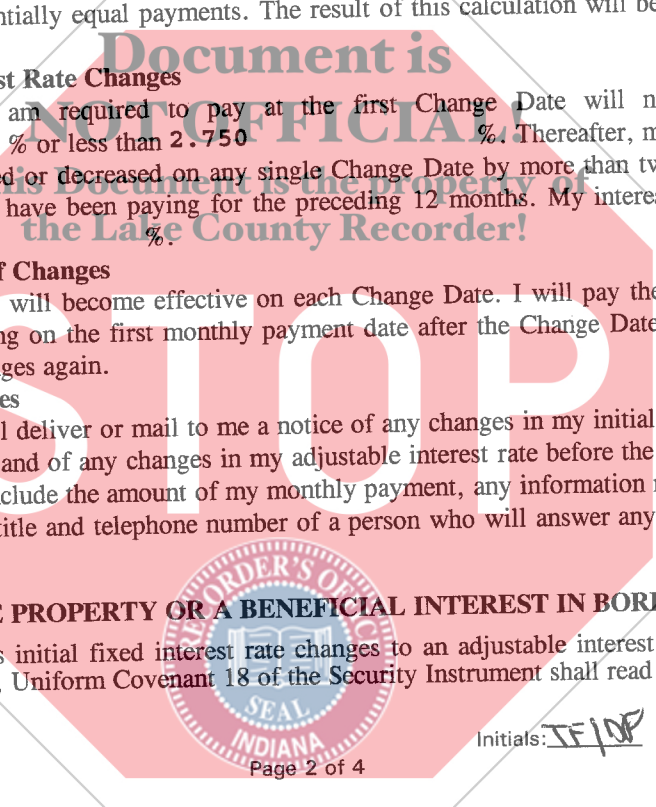 ntially equal payments. The result of this calculation will be
Document is
st Rate Changes
am required to pay at the first Change Date will n
NOT OFFICIAL!
% or less than 2.750 %. Thereafter, m
ed or decreased on any single Change Date by more than tw
This Document is the property of
have been paying for the preceding 12 months. My interes
the Lake County Recorder!
%.
f Changes
will become effective on each Change Date. I will pay the
ng on the first monthly payment date after the Change Date
ges again.
STOP
es
l deliver or mail to me a notice of any changes in my initial
and of any changes in my adjustable interest rate before the
clude the amount of my monthly payment, any information r
title and telephone number of a person who will answer any
RECORDER'S OFFICE
E PROPERTY OR A BENEFICIAL INTEREST IN BORR
s initial fixed interest rate changes to an adjustable interest
, Uniform Covenant 18 of the Security Instrument shall read
SEAL
INDIANA
Initials: TF/DF
Page 2 of 4